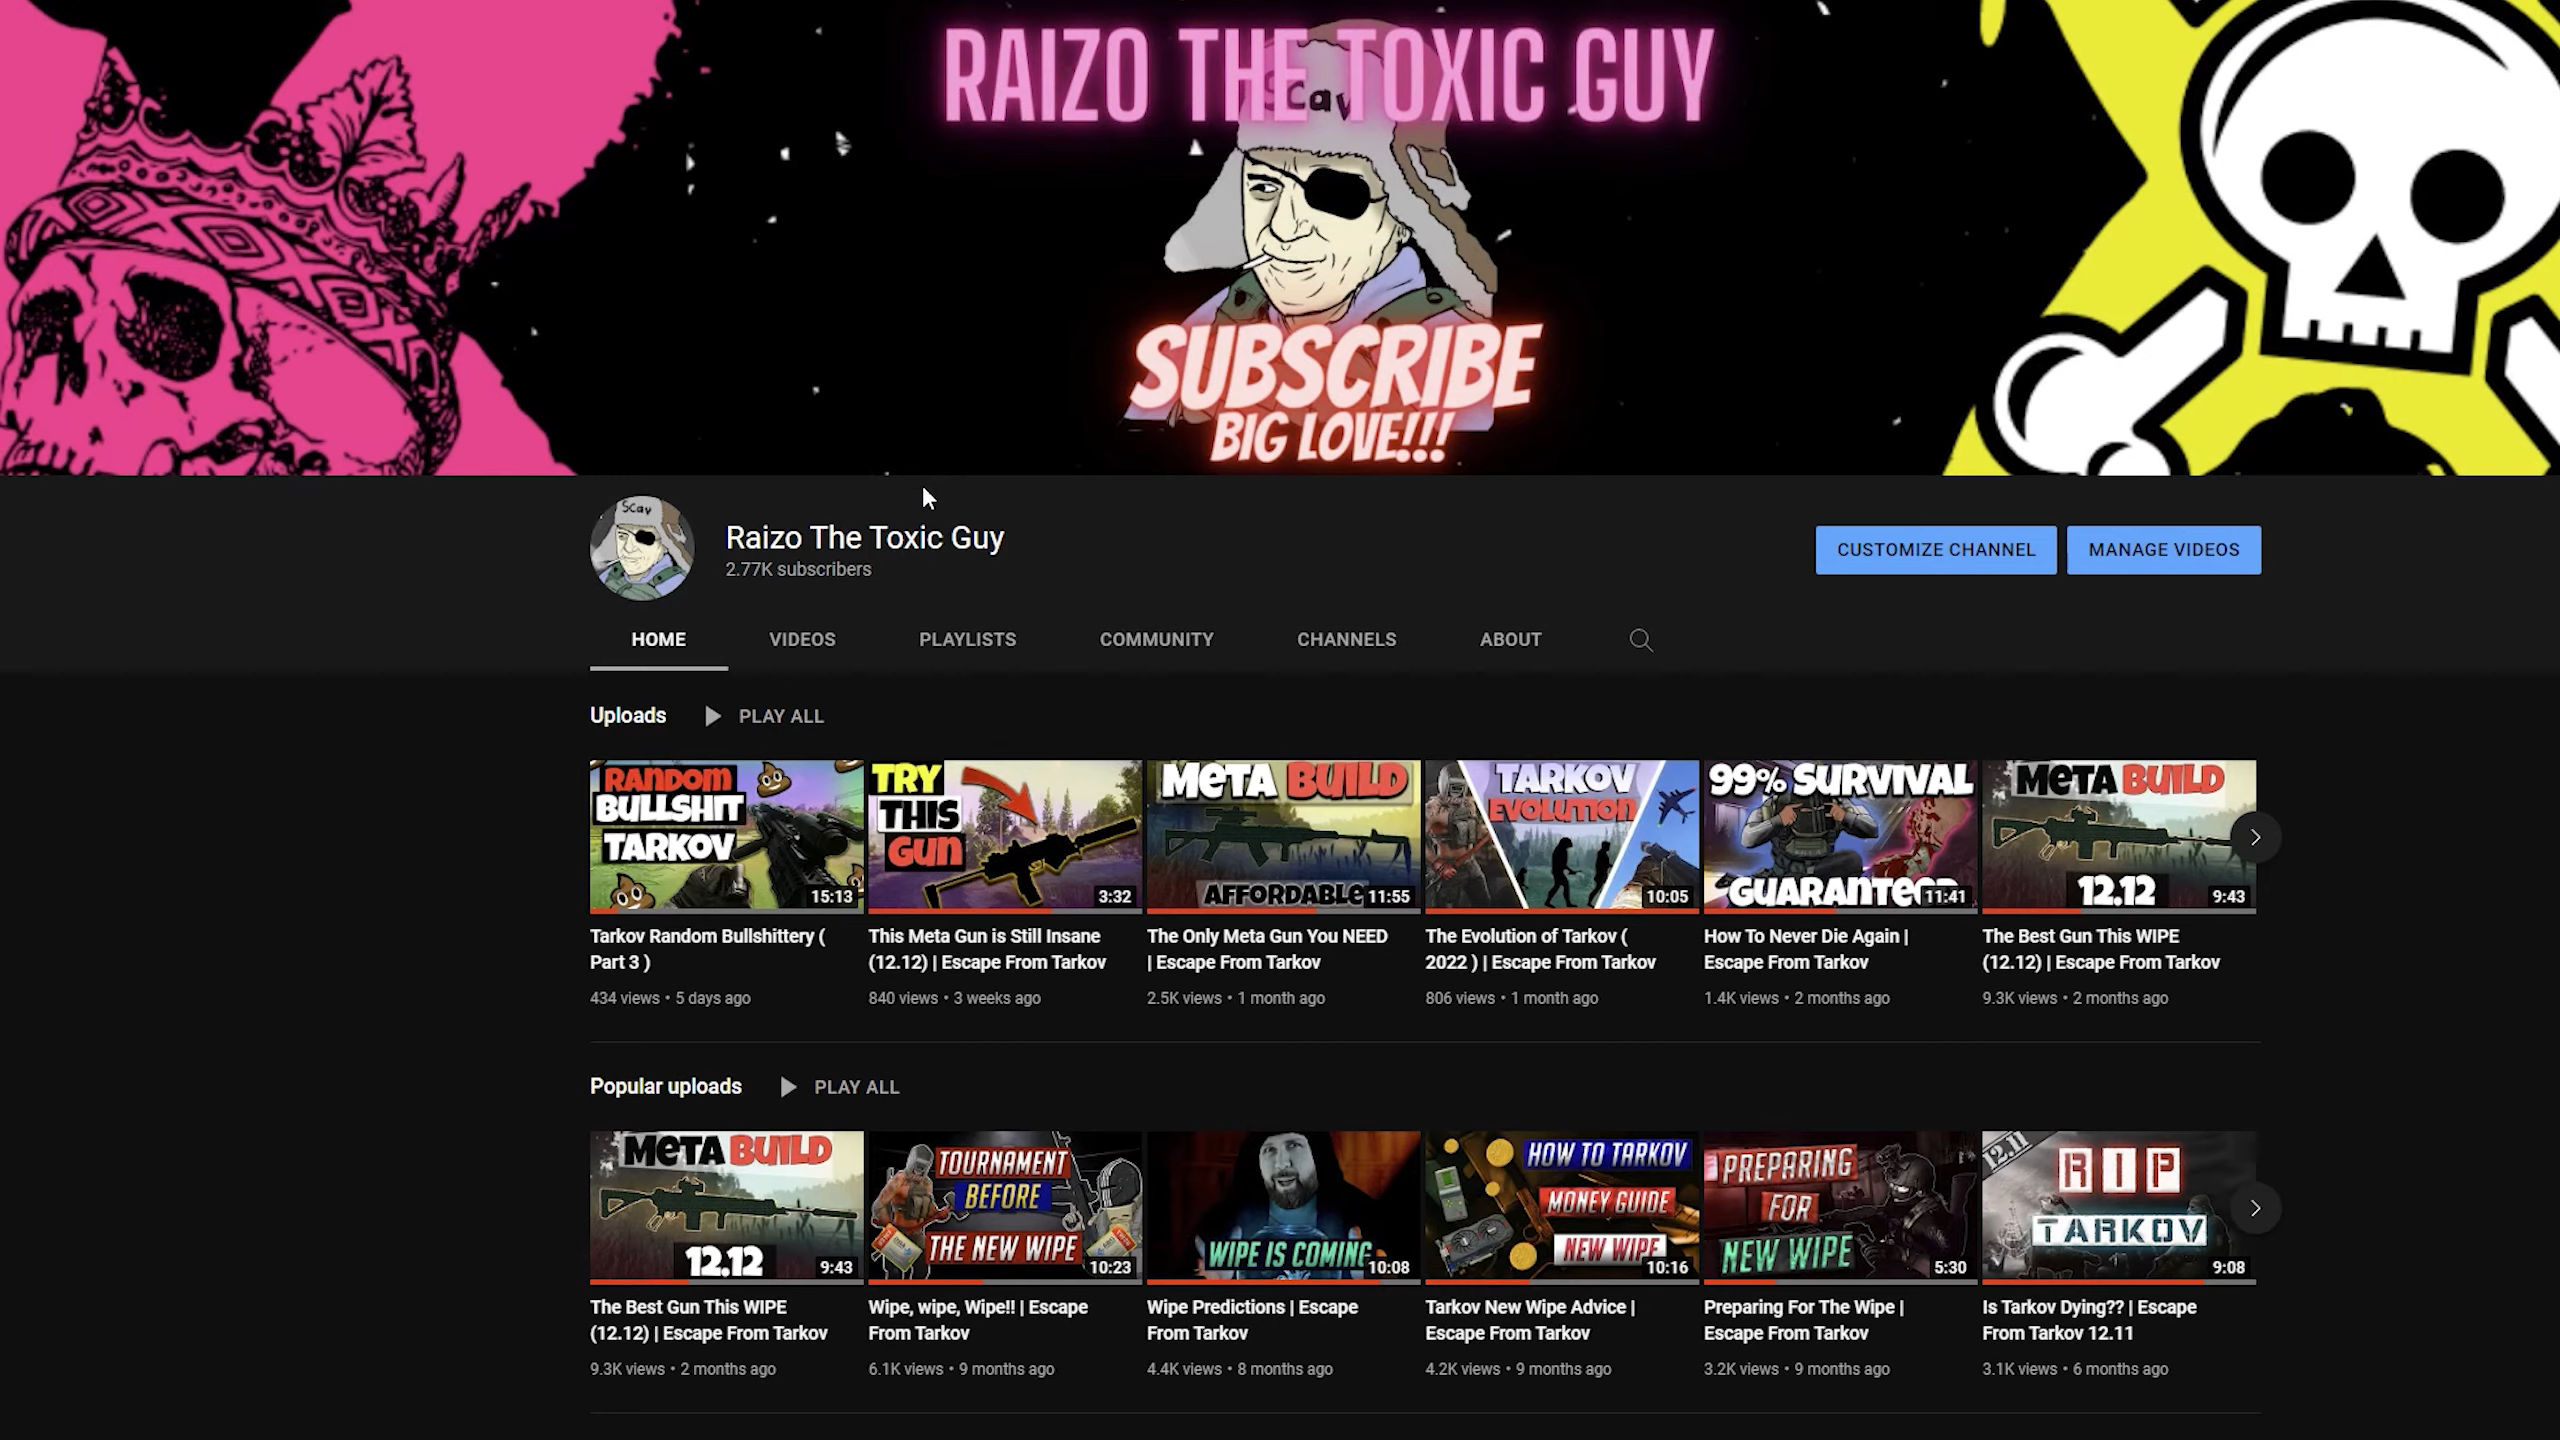 RAIZO THE TOXIC GUY
Scav
SUBSCRIBE
BIG LOVE!!!
Scav
Raizo The Toxic Guy
2.77K subscribers
CUSTOMIZE CHANNEL
MANAGE VIDEOS
HOME
VIDEOS
PLAYLISTS
COMMUNITY
CHANNELS
ABOUT
Uploads
PLAY ALL
RANDOM
BULLSHIT
TARKOV
15:13
Tarkov Random Bullshittery (
Part 3 )
434 views • 5 days ago
TRY
THIS
GUN
3:32
This Meta Gun is Still Insane
(12.12) | Escape From Tarkov
840 views • 3 weeks ago
META BUILD
AFFORDABLE
11:55
The Only Meta Gun You NEED
| Escape From Tarkov
2.5K views • 1 month ago
TARKOV
EVOLUTION
10:05
The Evolution of Tarkov (
2022 ) | Escape From Tarkov
806 views • 1 month ago
99% SURVIVAL
GUARANTEED
11:41
How To Never Die Again |
Escape From Tarkov
1.4K views • 2 months ago
META BUILD
12.12
9:43
The Best Gun This WIPE
(12.12) | Escape From Tarkov
9.3K views • 2 months ago
Popular uploads
PLAY ALL
META BUILD
12.12
9:43
The Best Gun This WIPE
(12.12) | Escape From Tarkov
9.3K views • 2 months ago
TOURNAMENT
BEFORE
THE NEW WIPE
10:23
Wipe, wipe, Wipe!! | Escape
From Tarkov
6.1K views • 9 months ago
WIPE IS COMING
10:08
Wipe Predictions | Escape
From Tarkov
4.4K views • 8 months ago
HOW TO TARKOV
MONEY GUIDE
NEW WIPE
10:16
Tarkov New Wipe Advice |
Escape From Tarkov
4.2K views • 9 months ago
PREPARING
FOR
NEW WIPE
5:30
Preparing For The Wipe |
Escape From Tarkov
3.2K views • 9 months ago
12.11
RIP
TARKOV
9:08
Is Tarkov Dying?? | Escape
From Tarkov 12.11
3.1K views • 6 months ago